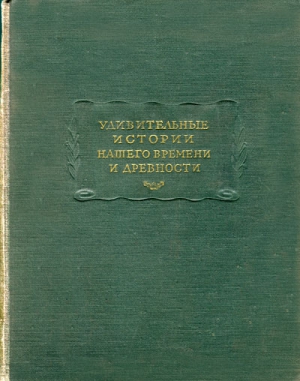 УДИВИТЕЛЬНЫЕ
ИСТОРИИ
НАШЕГО ВРЕМЕНИ
И ДРЕВНОСТИ